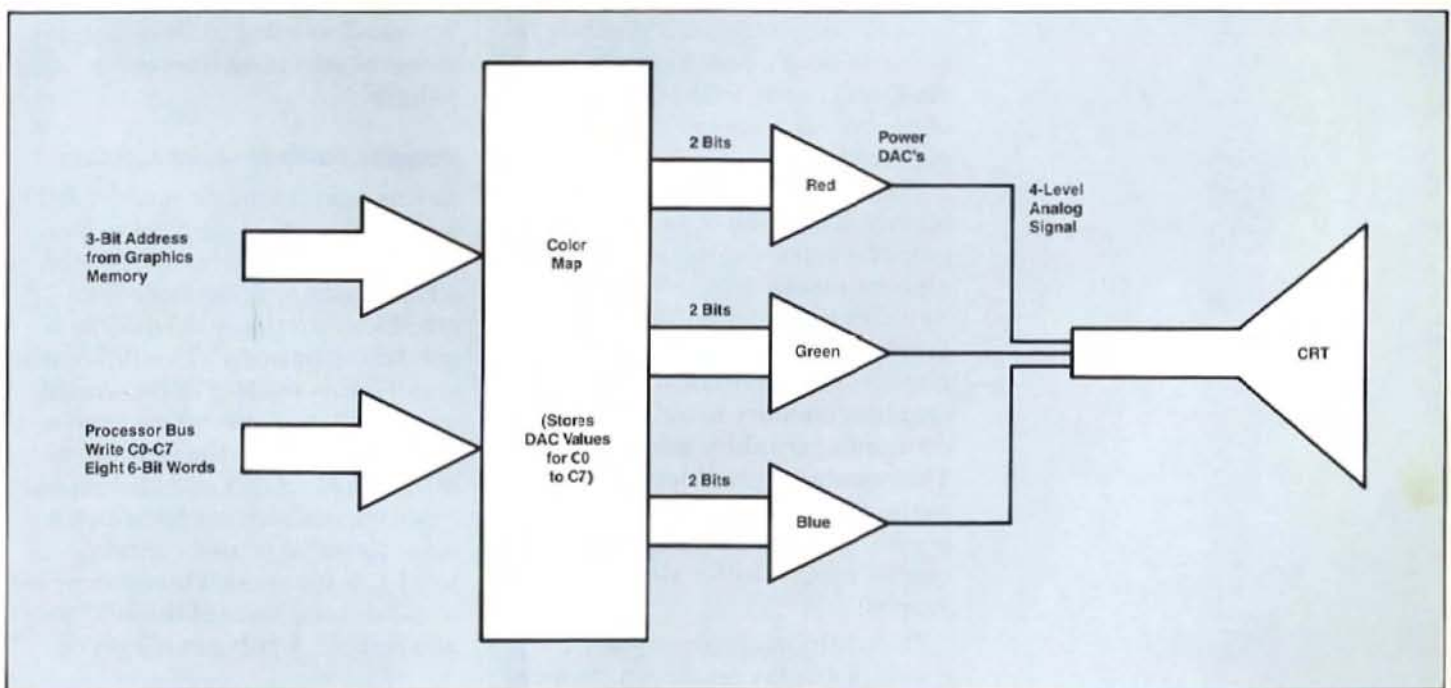 3-Bit Address
from Graphics
Memory
Processor Bus
Write C0-C7
Eight 6-Bit Words
Color
Map
(Stores
DAC Values
for C0
to C7)
2 Bits
Red
Power
DAC's
2 Bits
Green
2 Bits
Blue
4-Level
Analog
Signal
CRT